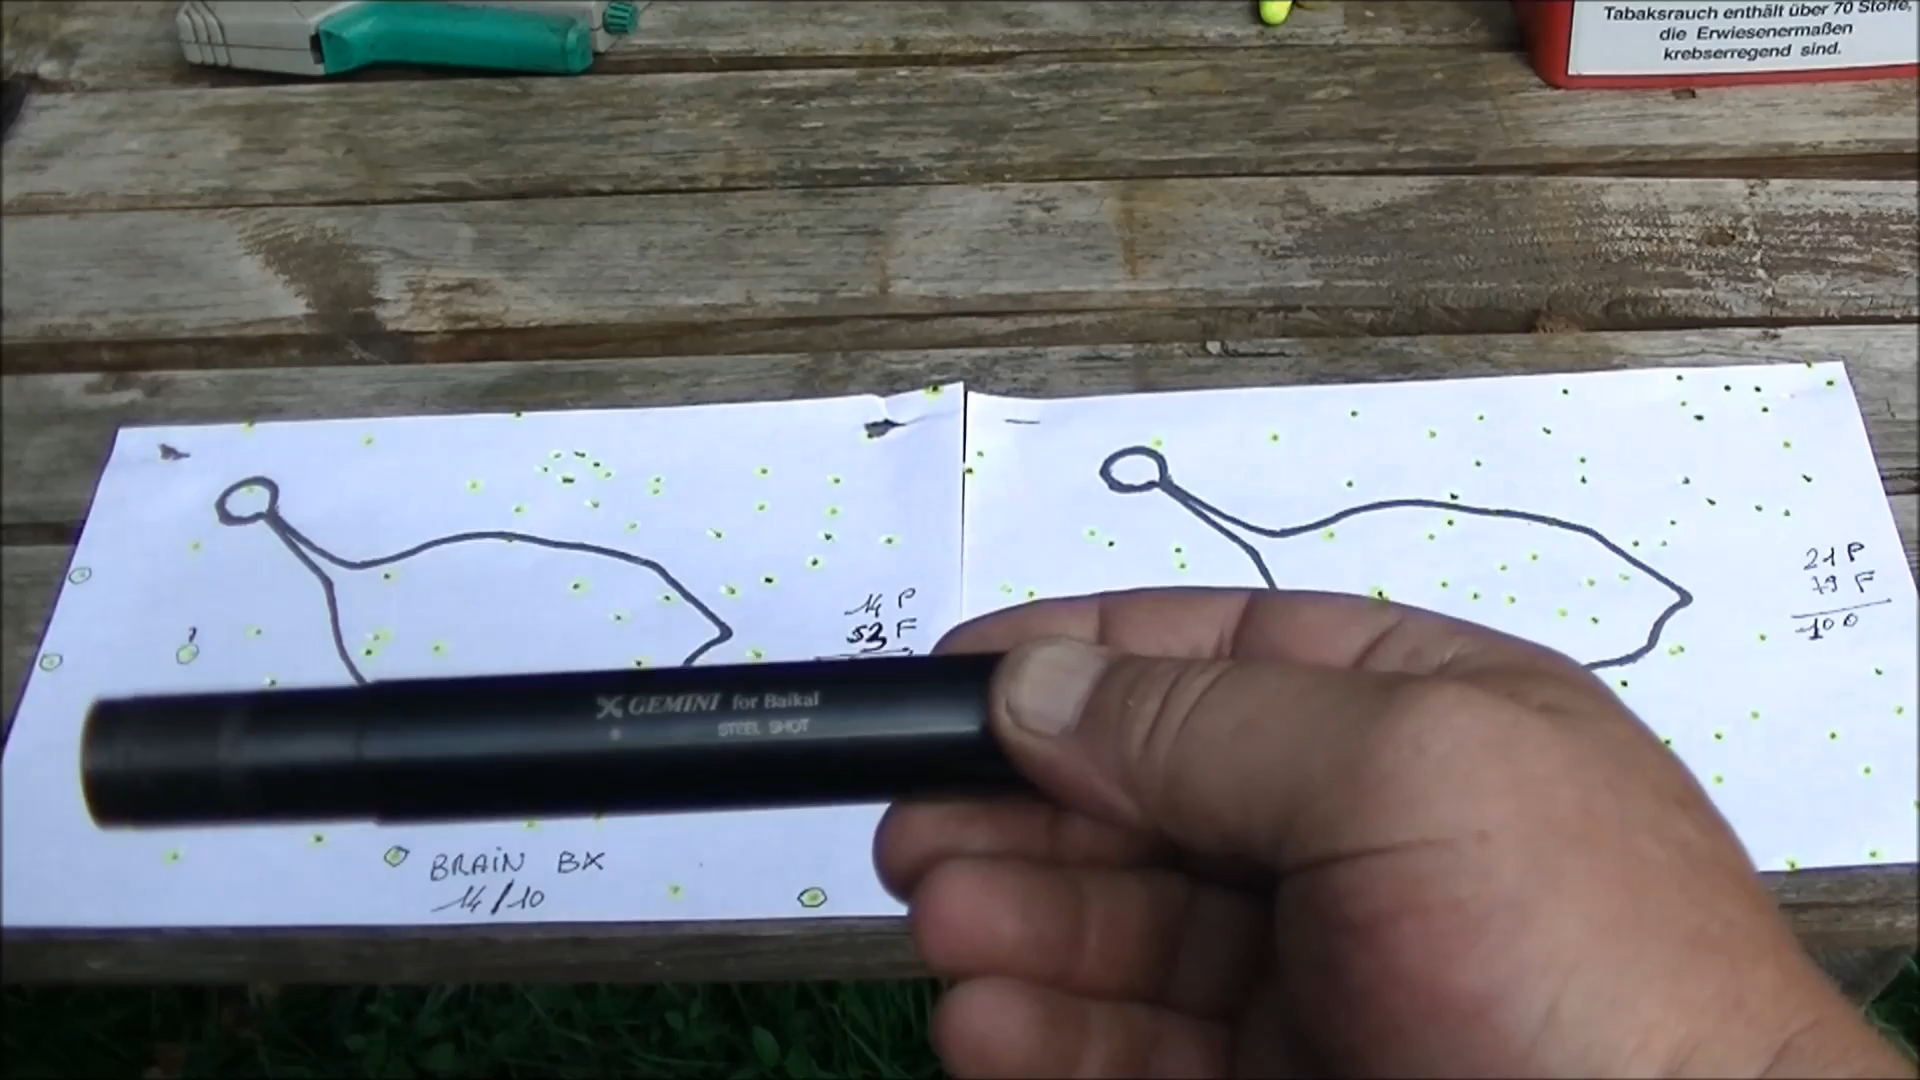 Tabaksrauch enthält über 70 Stoffe,
die Erwiesenermaßen
krebserregend sind.
14 P
53 F
21 P
79 F
100
GEMINI for Baikal
STEEL SHOT
BRAIN BX
14/10